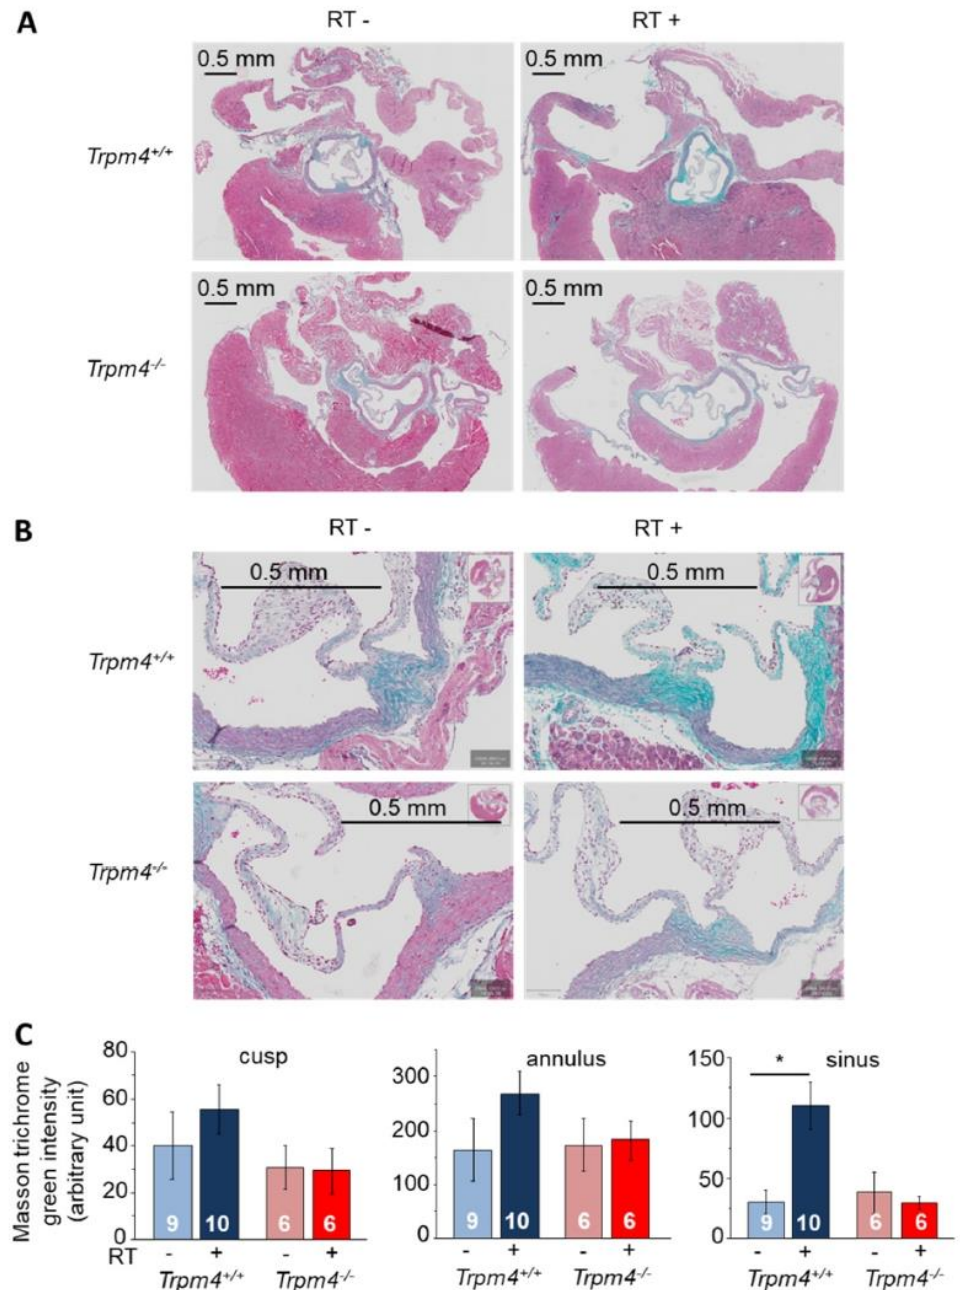 A
RT -
RT +
0.5 mm
0.5 mm
Trpm4+/+
0.5 mm
0.5 mm
Trpm4-/-
B
RT -
RT +
0.5 mm
0.5 mm
Trpm4+/+
0.5 mm
0.5 mm
Trpm4-/-
C
Masson trichrome
green intensity
(arbitrary unit)
cusp
80
60
40
20
0
9
10
6
6
RT
-
+
-
+
Trpm4+/+
Trpm4-/-
annulus
300
200
100
0
9
10
6
6
-
+
-
+
Trpm4+/+
Trpm4-/-
sinus
*
150
100
50
0
9
10
6
6
-
+
-
+
Trpm4+/+
Trpm4-/-